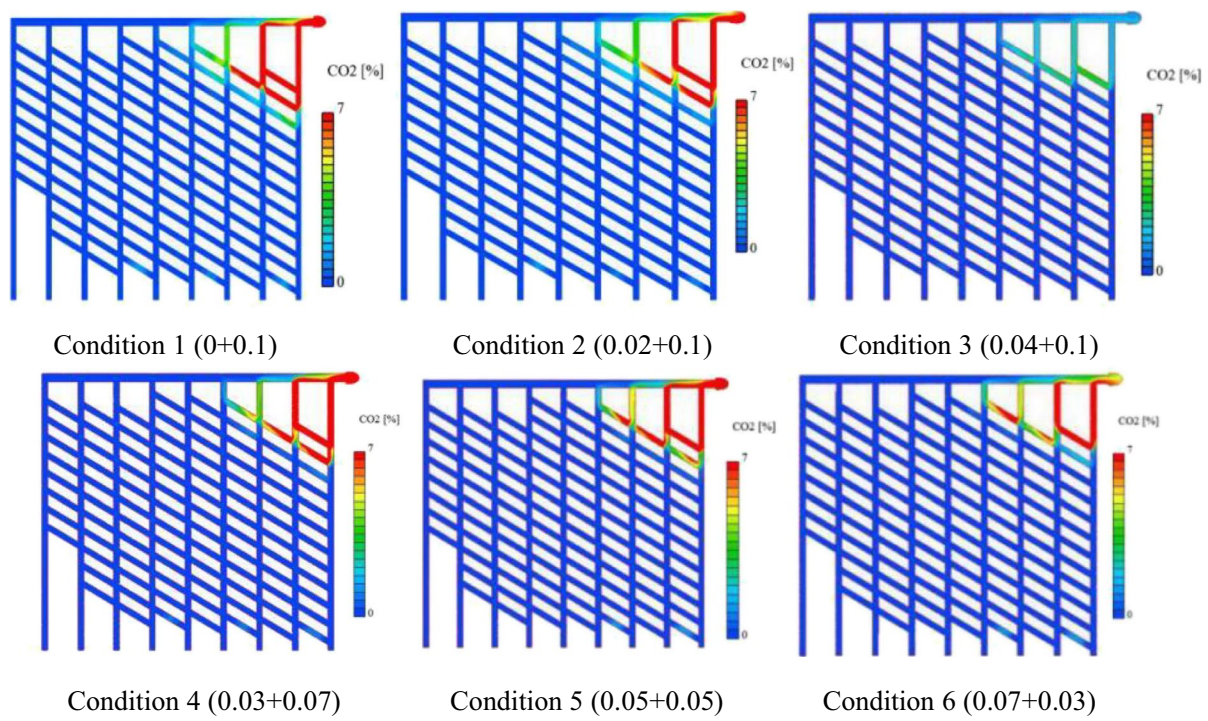 CO2 [%]
7
0
CO2 [%]
7
0
CO2 [%]
7
0
Condition 1 (0+0.1)
Condition 2 (0.02+0.1)
Condition 3 (0.04+0.1)
CO2 [%]
7
0
CO2 [%]
7
0
CO2 [%]
7
0
Condition 4 (0.03+0.07)
Condition 5 (0.05+0.05)
Condition 6 (0.07+0.03)